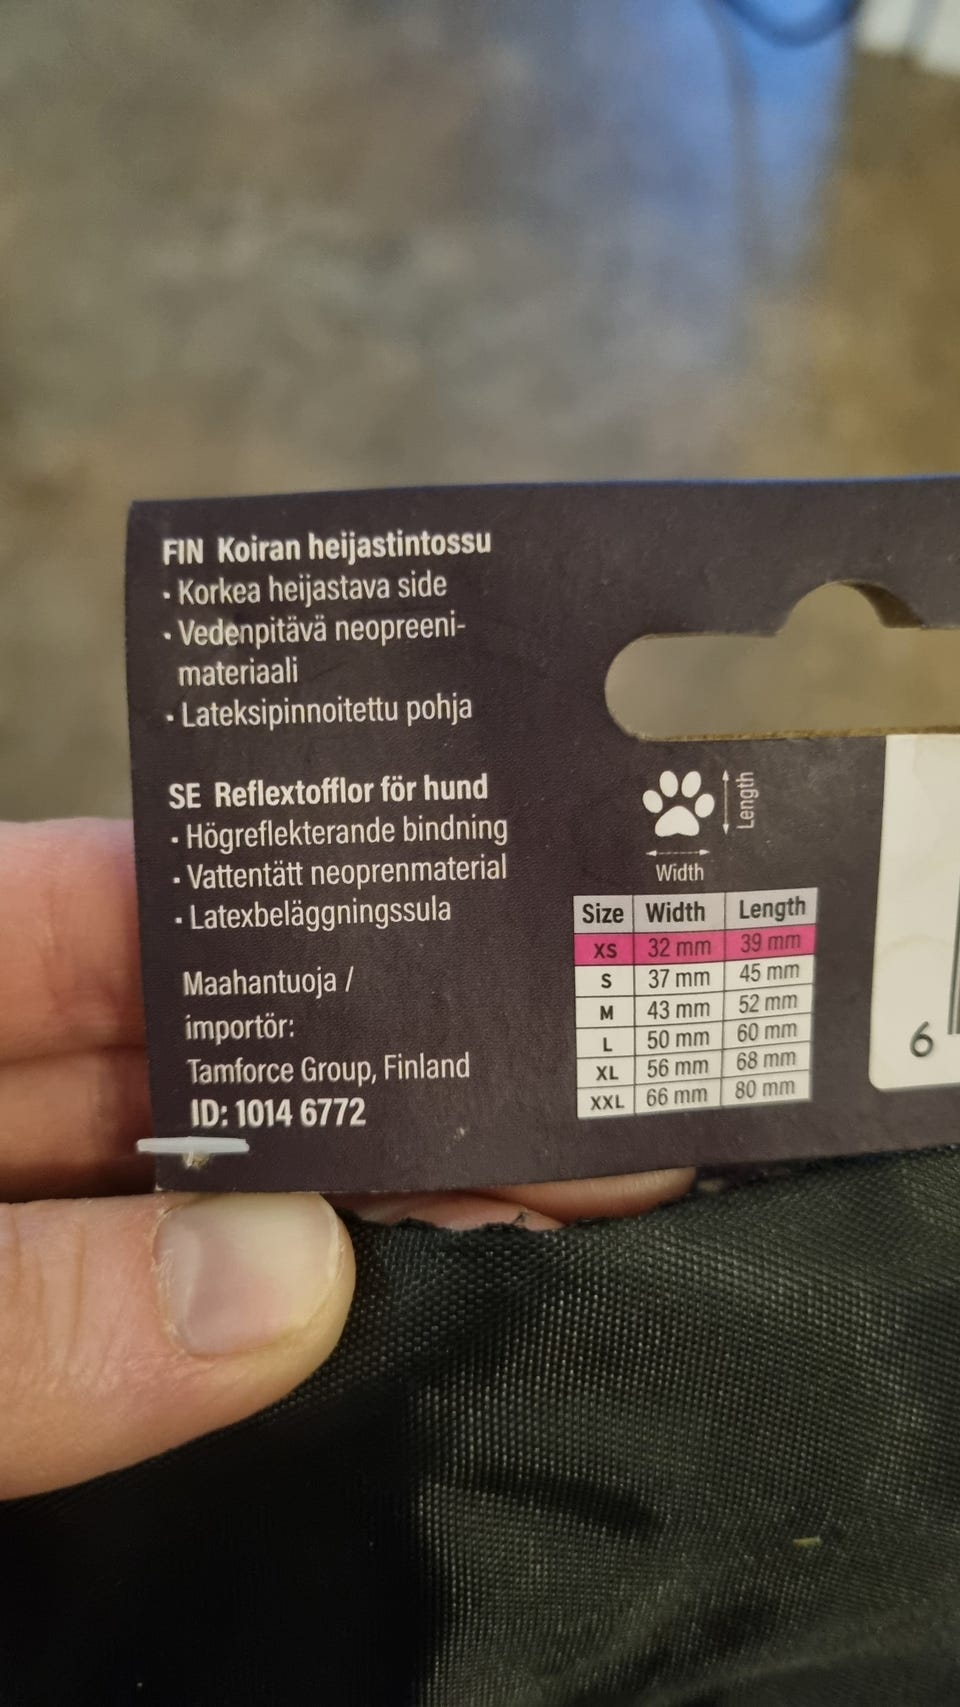 FIN Koiran heijastintossu
· Korkea heijastava side
· Vedenpitävä neopreeni-
materiaali
· Lateksipinnoitettu pohja
SE Reflextofflor för hund
· Högreflekterande bindning
· Vattentätt neoprenmaterial
· Latexbeläggningssula
Maahantuoja /
importör:
Tamforce Group, Finland
ID: 1014 6772
Length
Width
Size Width Length
XS 32 mm 39 mm
S 37 mm 45 mm
M 43 mm 52 mm
L 50 mm 60 mm
XL 56 mm 68 mm
XXL 66 mm 80 mm
6